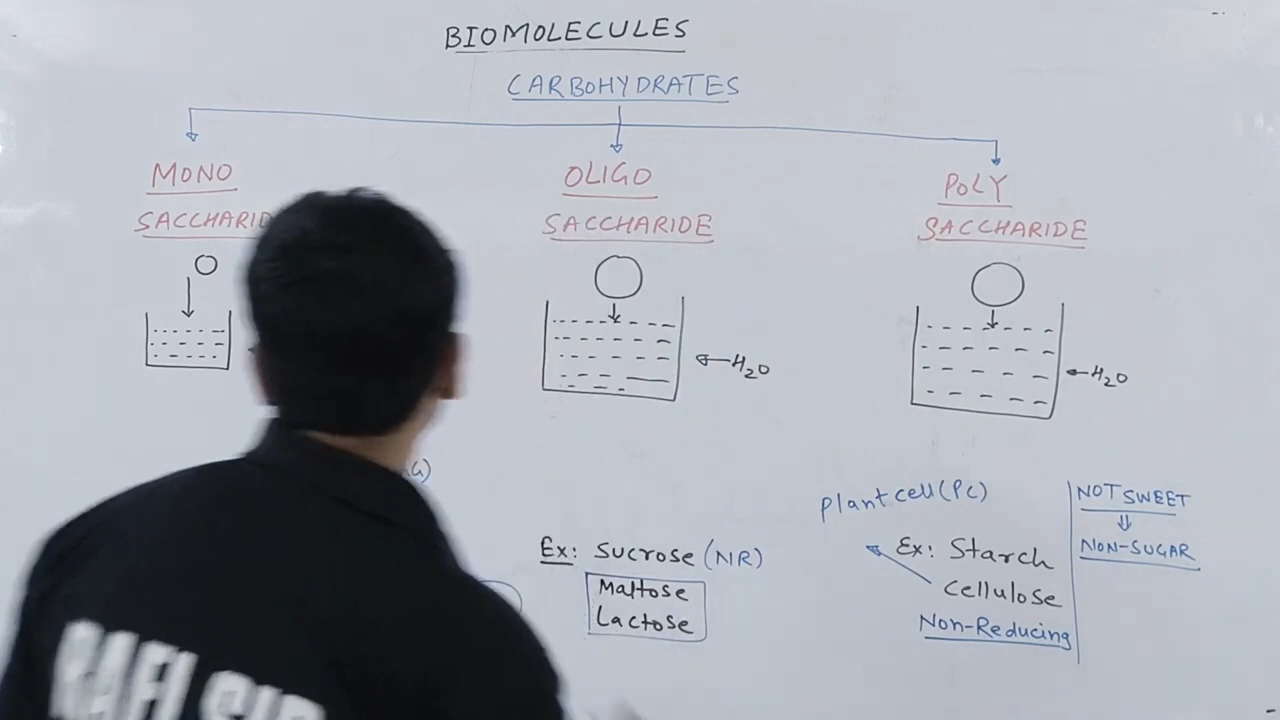 BIOMOLECULES
CARBOHYDRATES
MONO
OLIGO
SACCHARIDE
POLY
SACCHARIDE
H₂O
H₂O
Ex: Sucrose (NR)
Maltose
Lactose
plant cell (PC)
Ex: Starch
Cellulose
Non-Reducing
NOT SWEET
NON-SUGAR